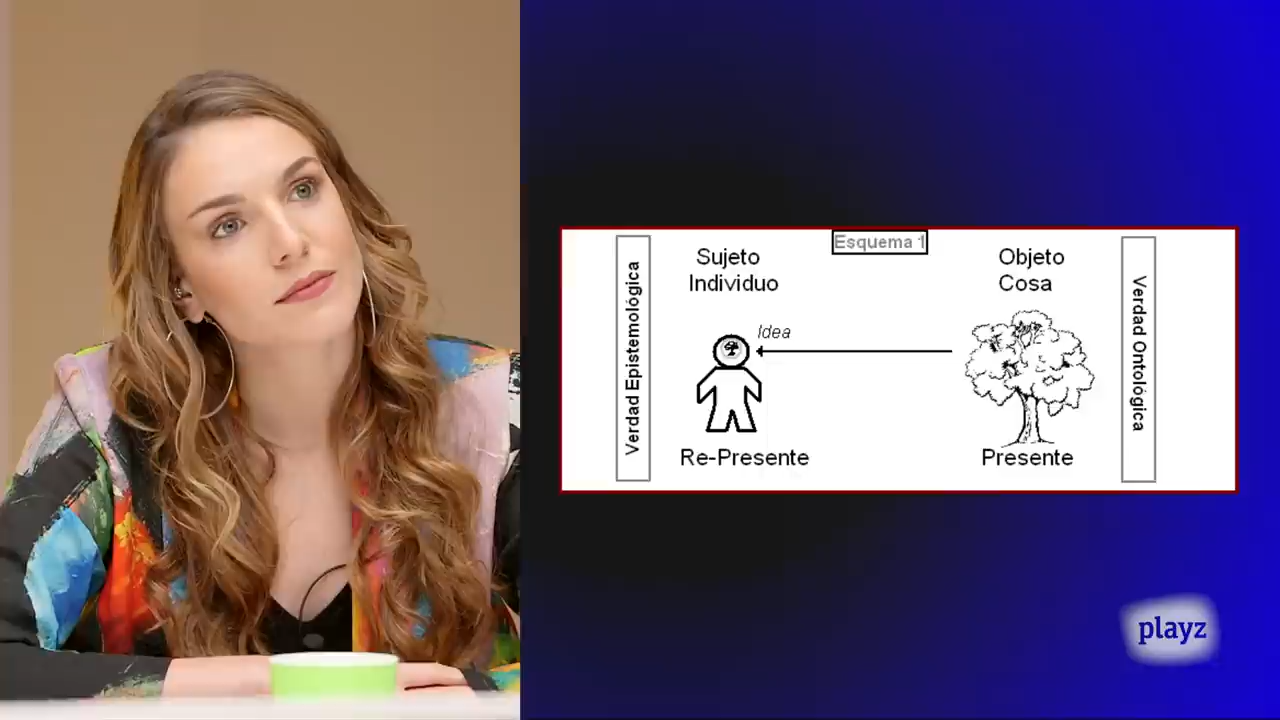 Esquema 1
Sujeto
Individuo
Objeto
Cosa
Verdad Epistemológica
Idea
Verdad Ontológica
Re-Presente
Presente
playz